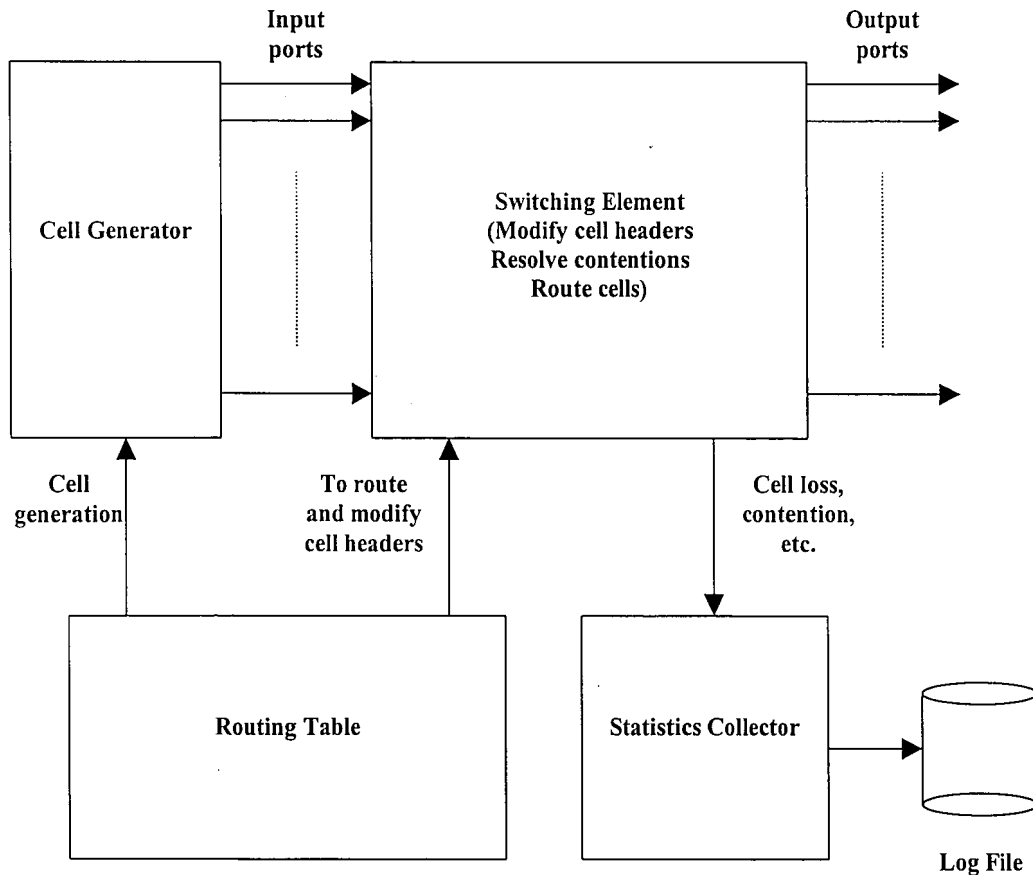 Input
ports
Output
ports
Cell Generator
Switching Element
(Modify cell headers
Resolve contentions
Route cells)
Cell
generation
To route
and modify
cell headers
Cell loss,
contention,
etc.
Routing Table
Statistics Collector
Log File